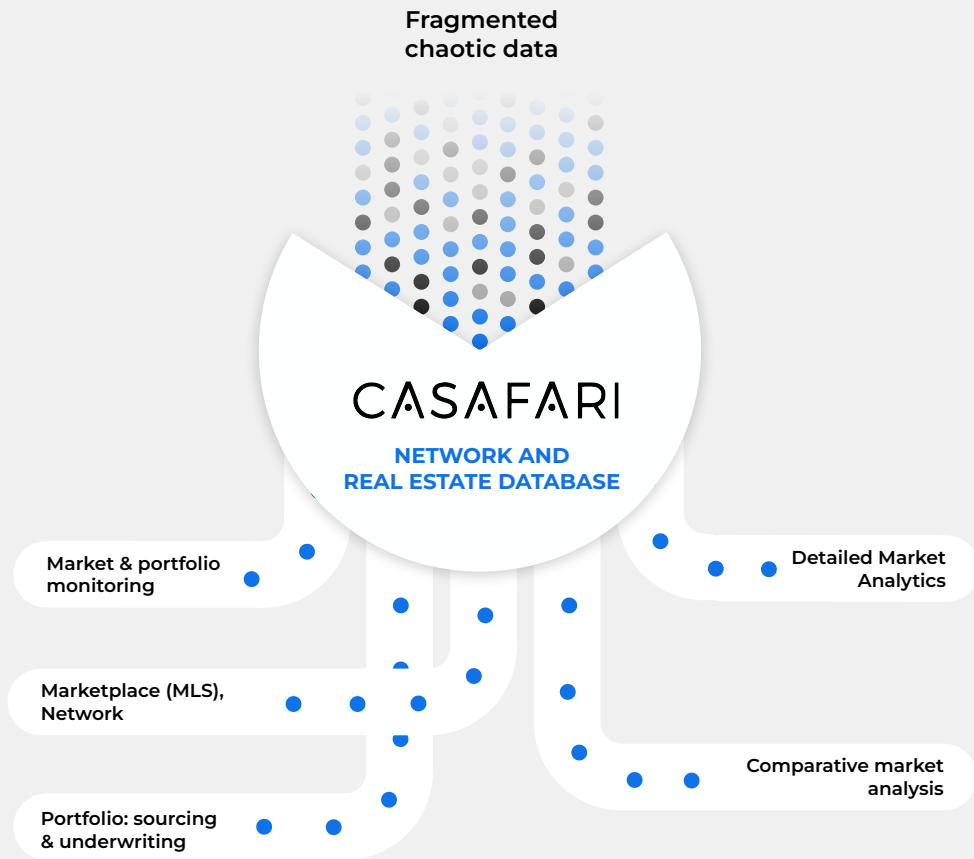 Fragmented
chaotic data
CASAFARI
NETWORK AND
REAL ESTATE DATABASE
Market & portfolio
monitoring
Detailed Market
Analytics
Marketplace (MLS),
Network
Comparative market
analysis
Portfolio: sourcing
& underwriting